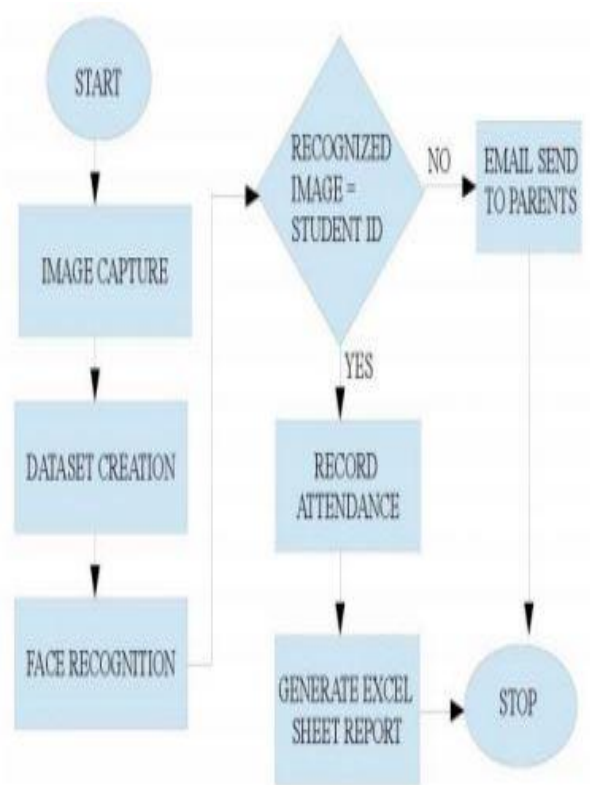 START
IMAGE CAPTURE
DATASET CREATION
FACE RECOGNITION
RECOGNIZED
IMAGE =
STUDENT ID
NO
EMAIL SEND
TO PARENTS
YES
RECORD
ATTENDANCE
GENERATE EXCEL
SHEET REPORT
STOP